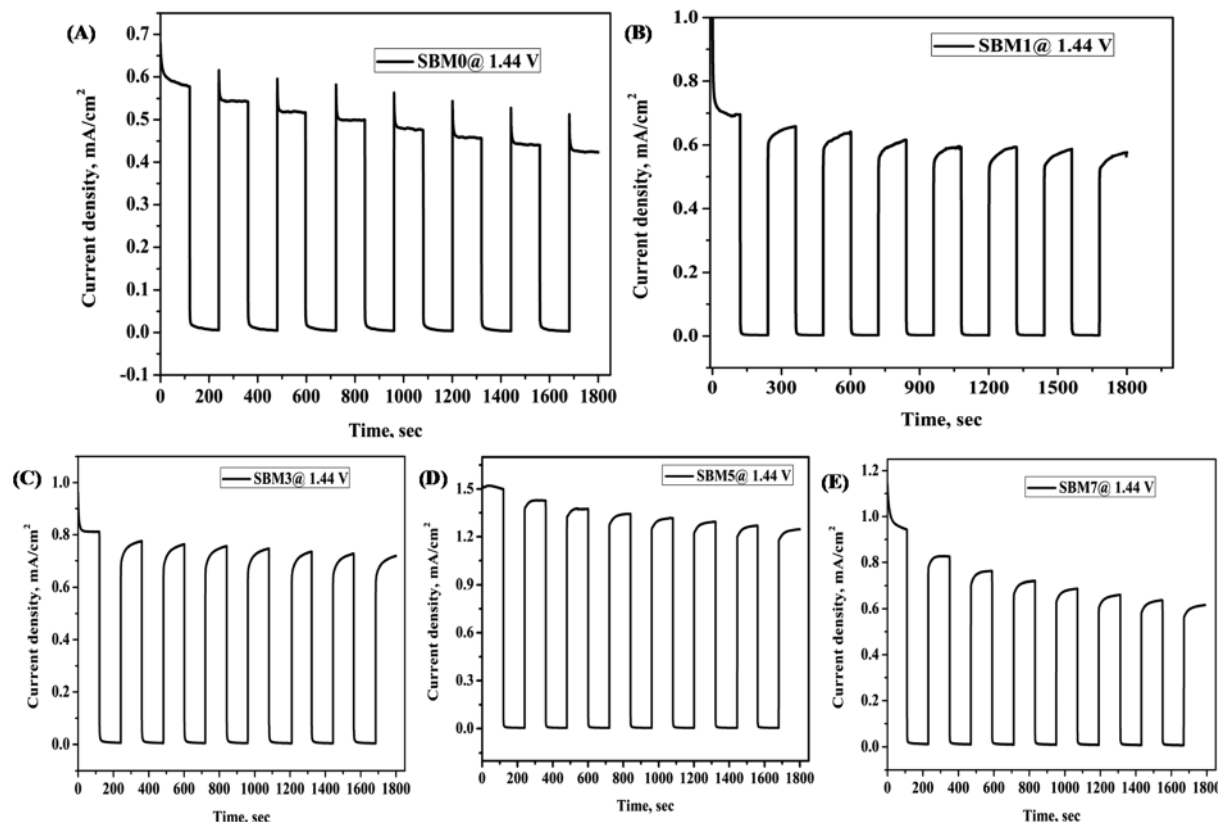 (A)
SBM0@ 1.44 V
Current density, mA/cm²
0.7
0.6
0.5
0.4
0.3
0.2
0.1
0.0
-0.1
0 200 400 600 800 1000 1200 1400 1600 1800
Time, sec
(B)
SBM1@ 1.44 V
Current density, mA/cm²
1.0
0.8
0.6
0.4
0.2
0.0
0 300 600 900 1200 1500 1800
Time, sec
(C)
SBM3@ 1.44 V
Current density, mA/cm²
1.0
0.8
0.6
0.4
0.2
0.0
0 200 400 600 800 1000 1200 1400 1600 1800
Time, sec
(D)
SBM5@ 1.44 V
Current density, mA/cm²
1.5
1.2
0.9
0.6
0.3
0.0
0 200 400 600 800 1000 1200 1400 1600 1800
Time, sec
(E)
SBM7@ 1.44 V
Current density, mA/cm²
1.2
1.0
0.8
0.6
0.4
0.2
0.0
0 200 400 600 800 1000 1200 1400 1600 1800
Time, sec